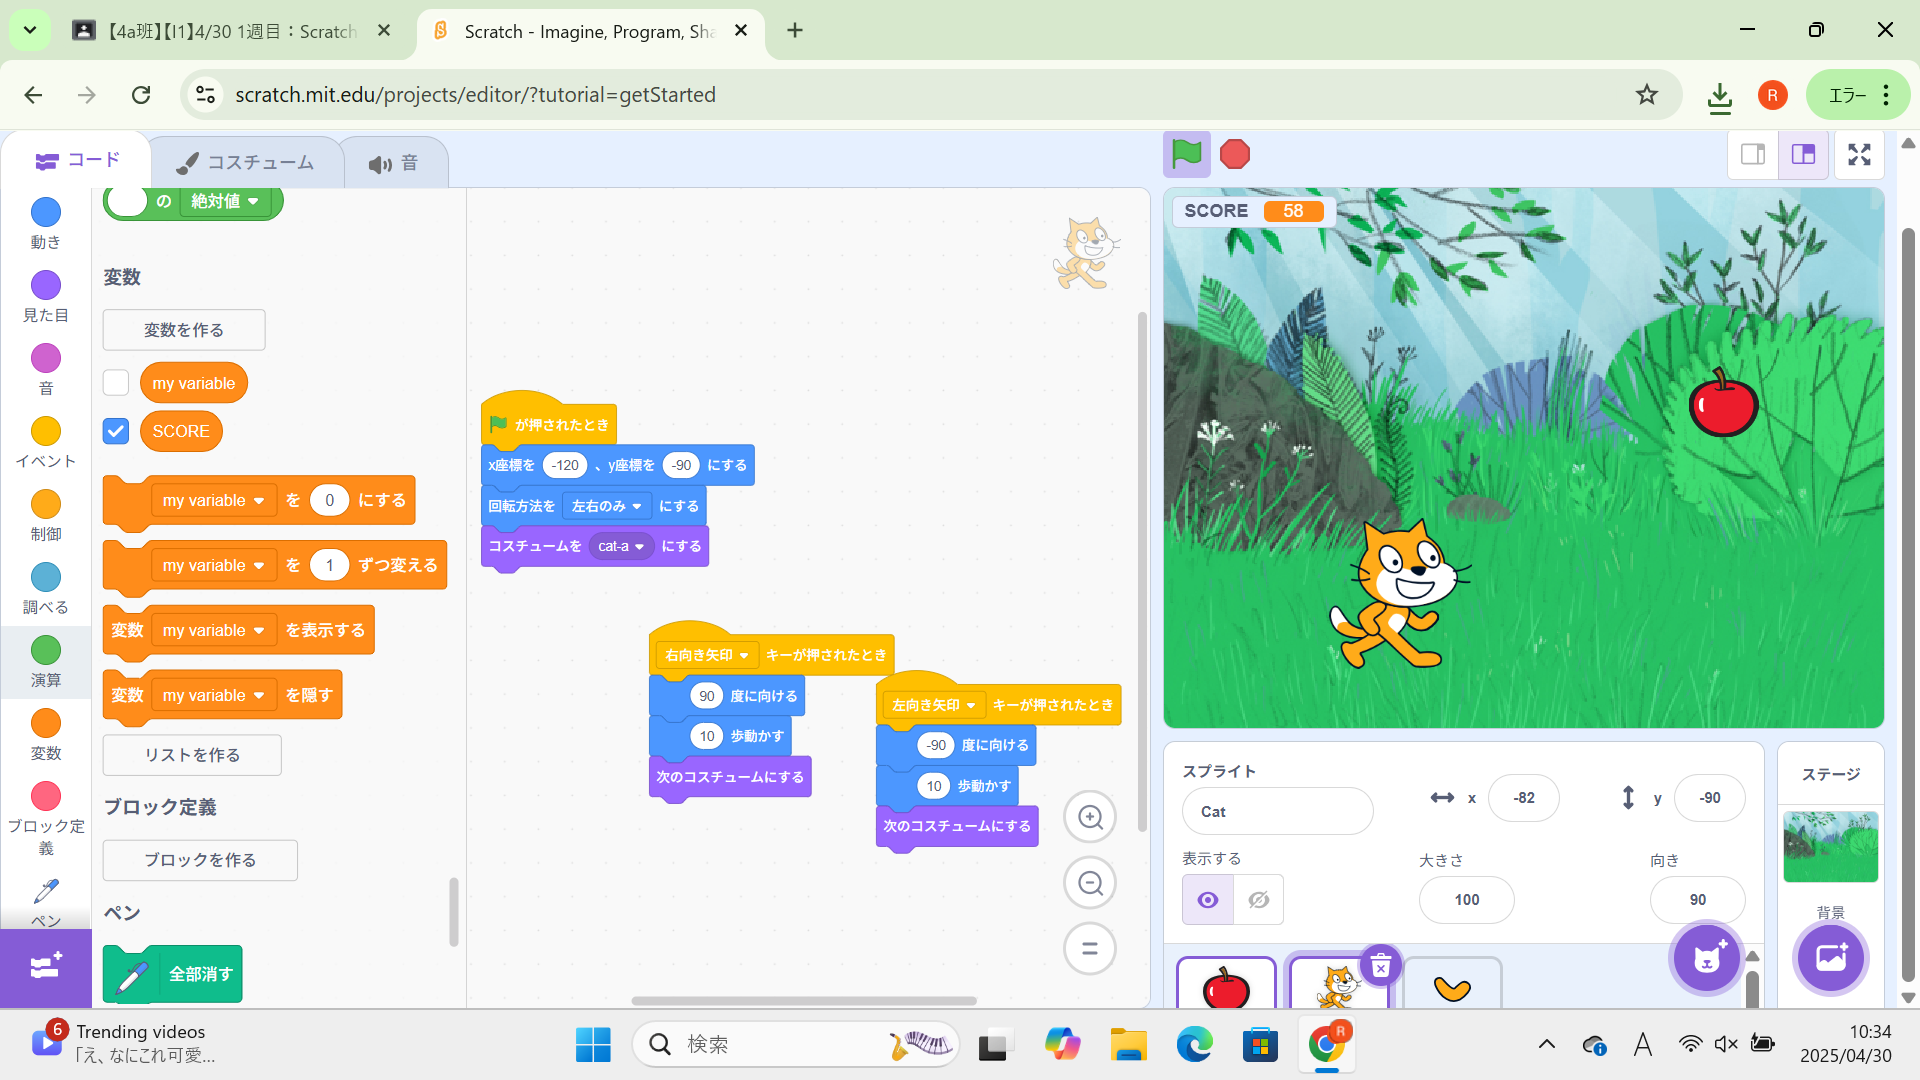 【4a班】【I1】4/30 1週目：Scratch
Scratch - Imagine, Program, Sha
scratch.mit.edu/projects/editor/?tutorial=getStarted
R
エラー
コード
コスチューム
音
動き
見た目
音
イベント
制御
調べる
演算
変数
ブロック定
義
ペン
の 絶対値
変数
変数を作る
my variable
SCORE
my variable を 0 にする
my variable を 1 ずつ変える
変数 my variable を表示する
変数 my variable を隠す
リストを作る
ブロック定義
ブロックを作る
ペン
全部消す
が押されたとき
x座標を -120 、y座標を -90 にする
回転方法を 左右のみ にする
コスチュームを cat-a にする
右向き矢印 キーが押されたとき
90 度に向ける
10 歩動かす
次のコスチュームにする
左向き矢印 キーが押されたとき
-90 度に向ける
10 歩動かす
次のコスチュームにする
SCORE 58
スプライト
Cat
x -82
y -90
表示する
大きさ
100
向き
90
ステージ
背景
6
Trending videos
「え、なにこれ可愛...
検索
R
A
10:34
2025/04/30